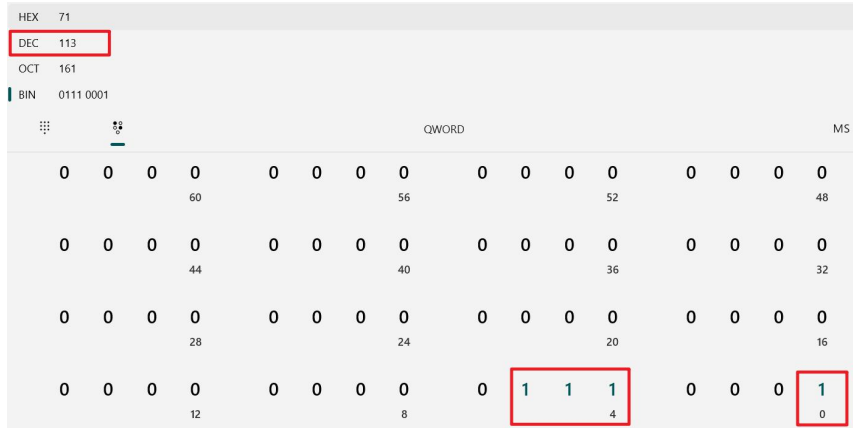 HEX 71
DEC 113
OCT 161
BIN 0111 0001
QWORD MS
0 0 0 0 0 0 0 0 0 0 0 0 0 0 0 0
60 56 52 48
0 0 0 0 0 0 0 0 0 0 0 0 0 0 0 0
44 40 36 32
0 0 0 0 0 0 0 0 0 0 0 0 0 0 0 0
28 24 20 16
0 0 0 0 0 0 0 0 0 1 1 1 0 0 0 1
12 8 4 0